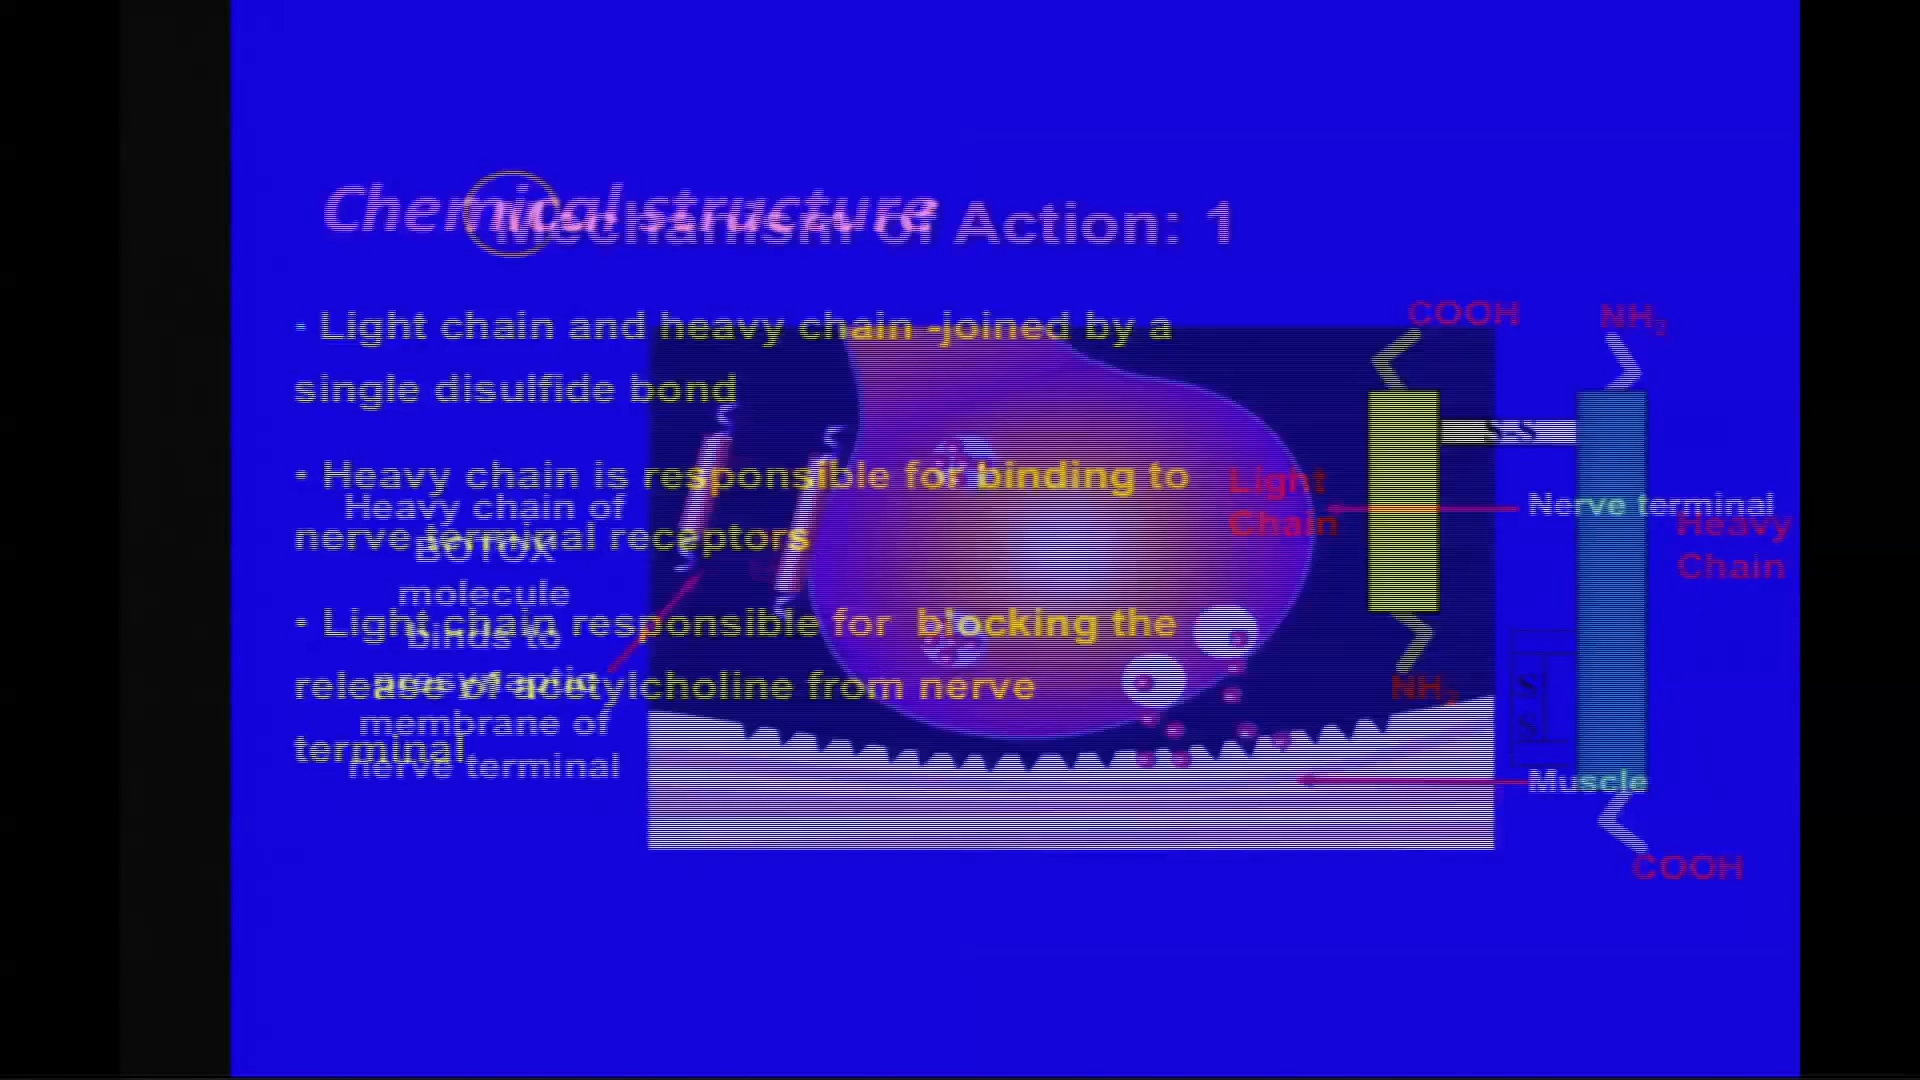 Chemical structure
Mechanism of Action: 1
• Light chain and heavy chain -joined by a
single disulfide bond
• Heavy chain is responsible for binding to
nerve terminal receptors
• Light chain responsible for blocking the
release of acetylcholine from nerve
terminal
Heavy chain of
BOTOX
molecule
binds to
presynaptic
membrane of
nerve terminal
COOH
NH2
S-S
Light
Chain
Nerve terminal
Heavy
Chain
NH2
S
S
Muscle
COOH